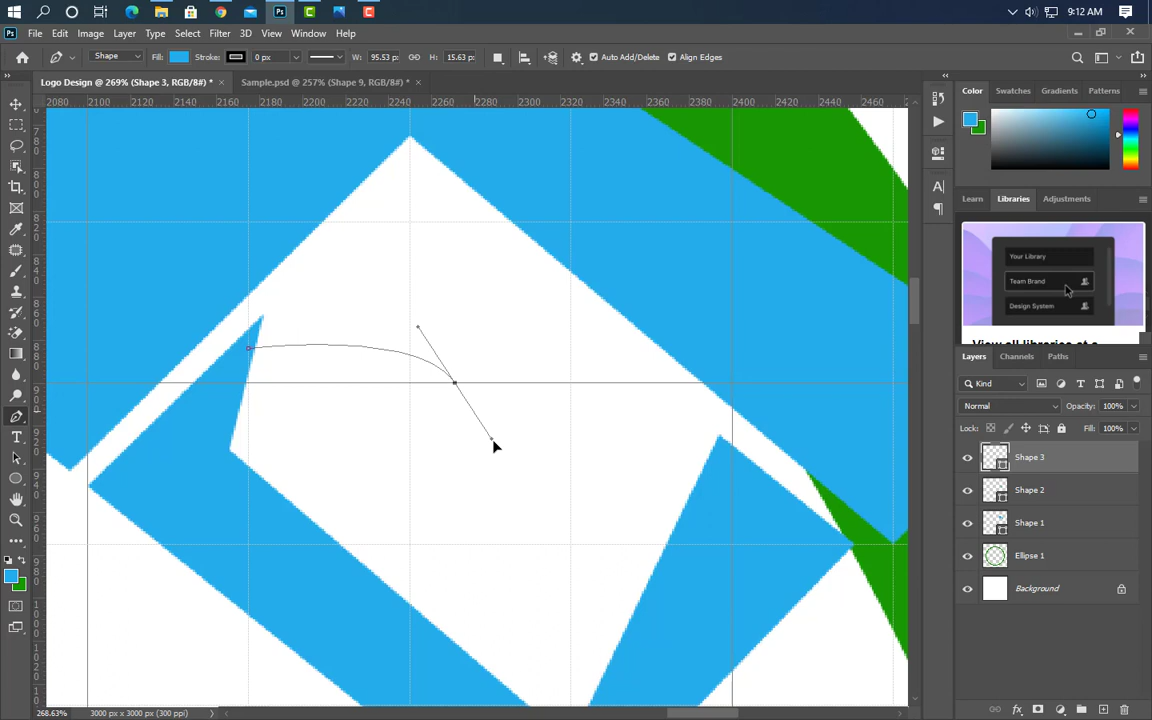 9:12 AM
Ps File Edit Image Layer Type Select Filter 3D View Window Help
Shape Fill: Stroke: 0 px W: 95.53 p H: 15.63 p Auto Add/Delete Align Edges
Logo Design @ 269% (Shape 3, RGB/8#) * × Sample.psd @ 257% (Shape 9, RGB/8#) * ×
2080 2100 2120 2140 2160 2180 2200 2220 2240 2260 2280 2300 2320 2340 2360 2380 2400 2420 2440 2460
Color Swatches Gradients Patterns
Learn Libraries Adjustments
Your Library
Team Brand
Design System
View all libraries at a
Layers Channels Paths
Kind
Normal Opacity: 100%
Lock: Fill: 100%
Shape 3
Shape 2
Shape 1
Ellipse 1
Background
268.63% 3000 px x 3000 px (300 ppi)